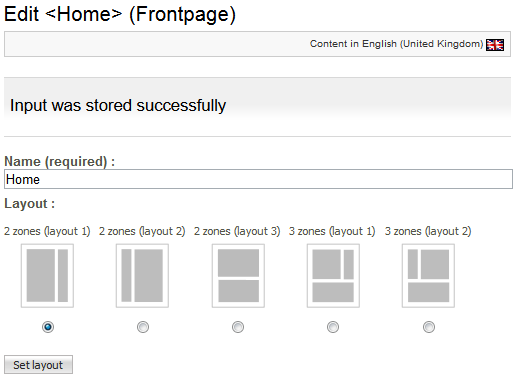 Edit <Home> (Frontpage)
Content in English (United Kingdom)
Input was stored successfully
Name (required) :
Home
Layout :
2 zones (layout 1) 2 zones (layout 2) 2 zones (layout 3) 3 zones (layout 1) 3 zones (layout 2)
Set layout